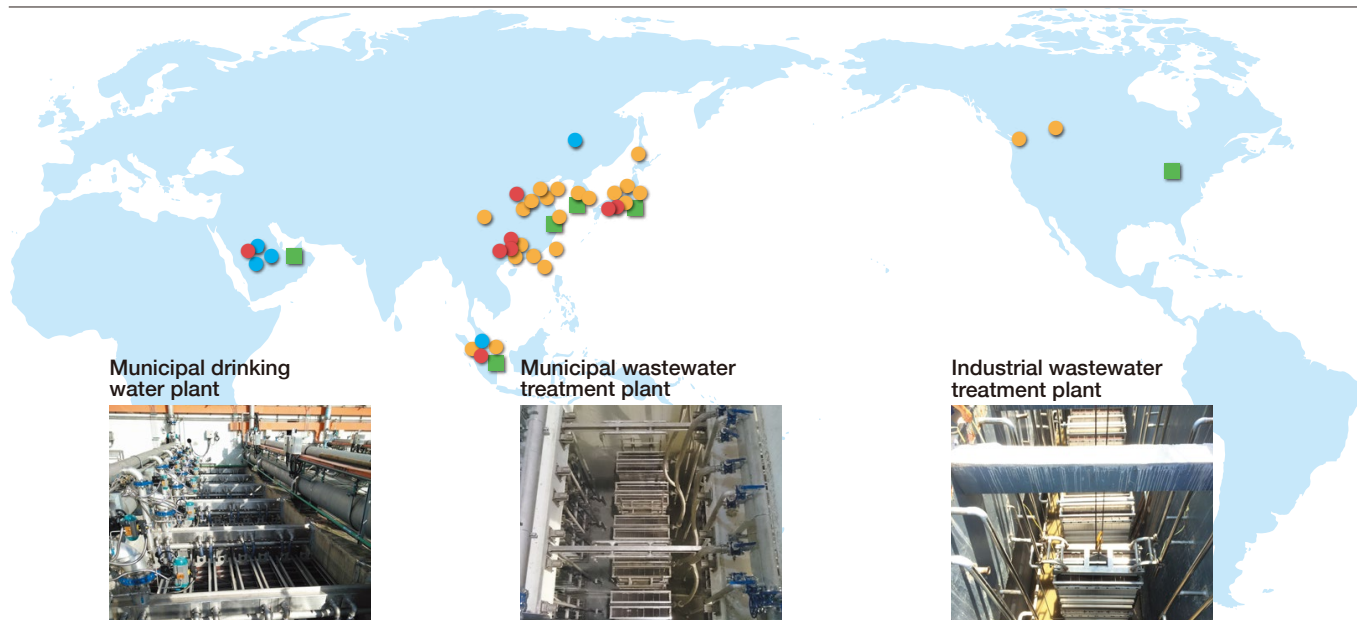 Municipal drinking
water plant
Municipal wastewater
treatment plant
Industrial wastewater
treatment plant